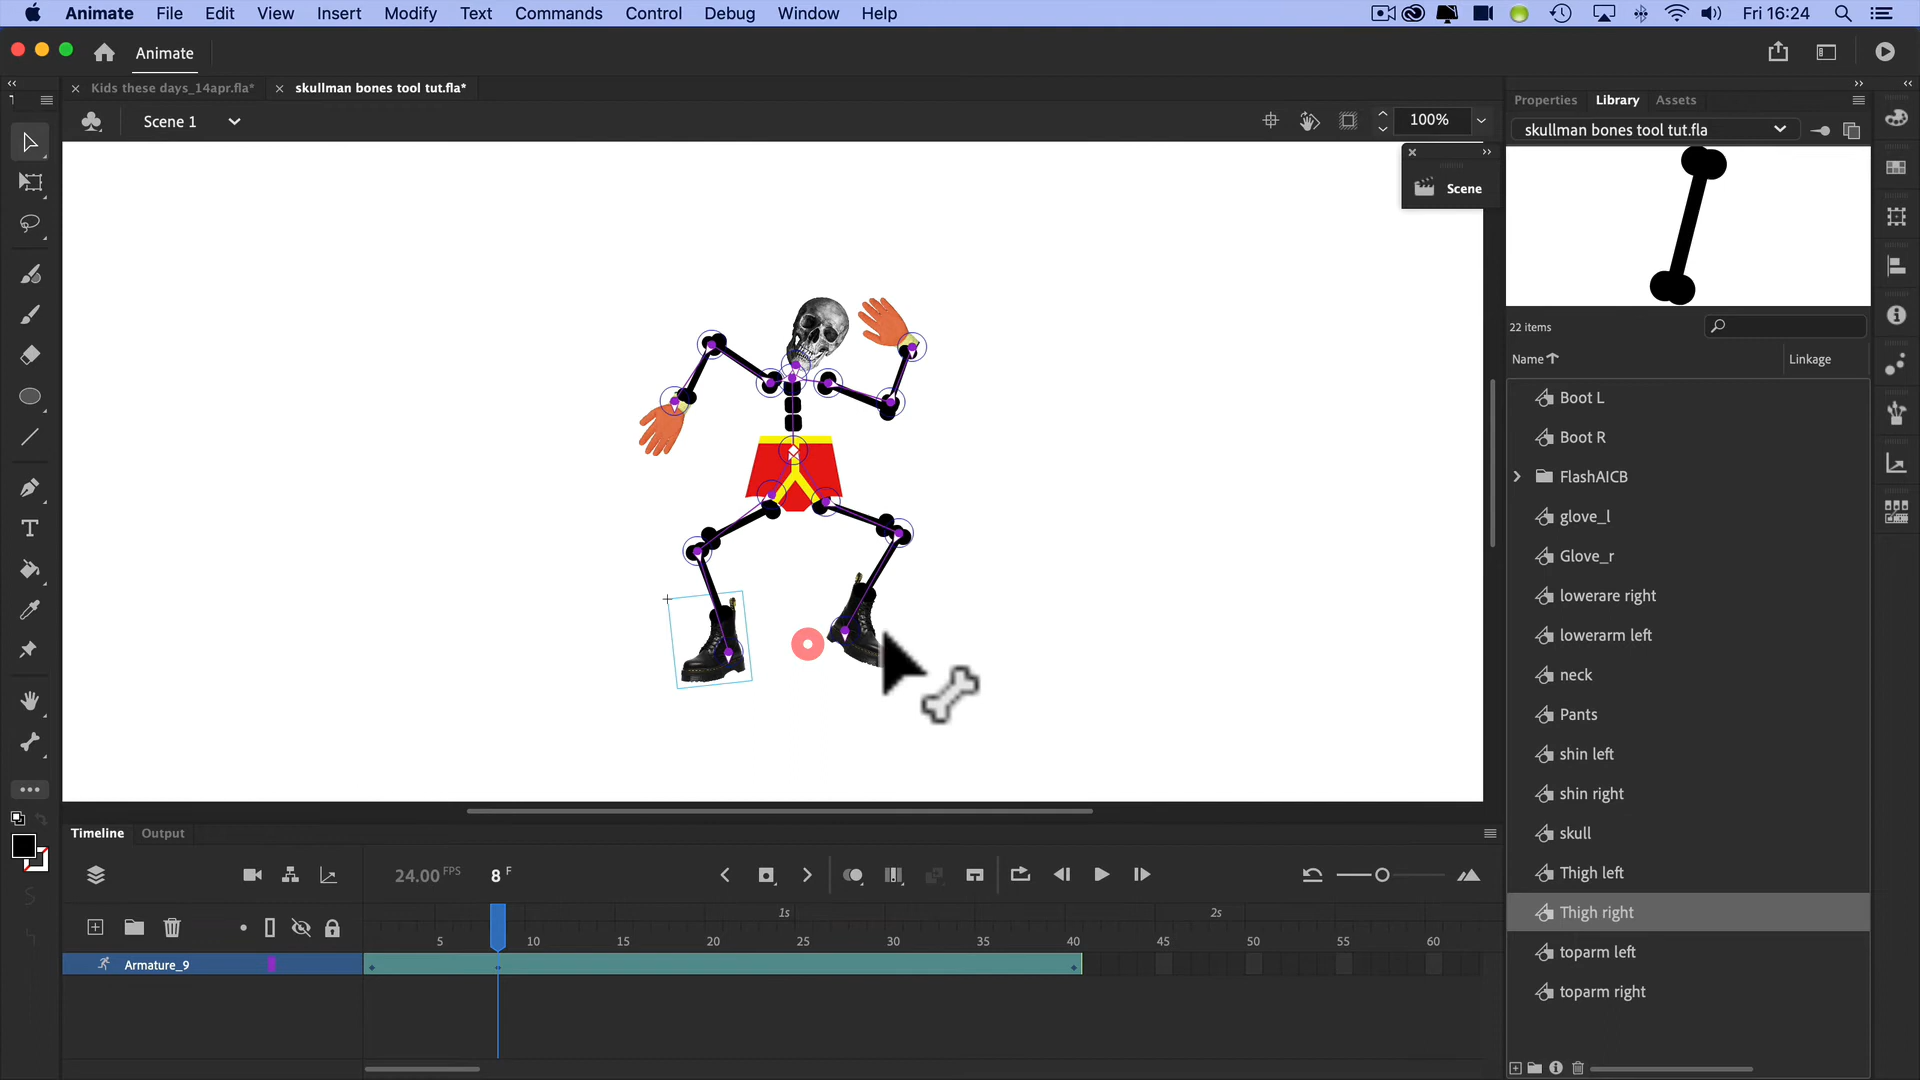 Animate File Edit View Insert Modify Text Commands Control Debug Window Help Fri 16:24
Animate
Kids these days_14apr.fla* skullman bones tool tut.fla*
Properties Library Assets
Scene 1 100%
skullman bones tool tut.fla
Scene
22 items
Name Linkage
Boot L
Boot R
FlashAICB
glove_l
Glove_r
lowerare right
lowerarm left
neck
Pants
shin left
shin right
skull
Thigh left
Thigh right
toparm left
toparm right
Timeline Output
24.00 FPS 8 F
1s 2s
5 10 15 20 25 30 35 40 45 50 55 60
Armature_9